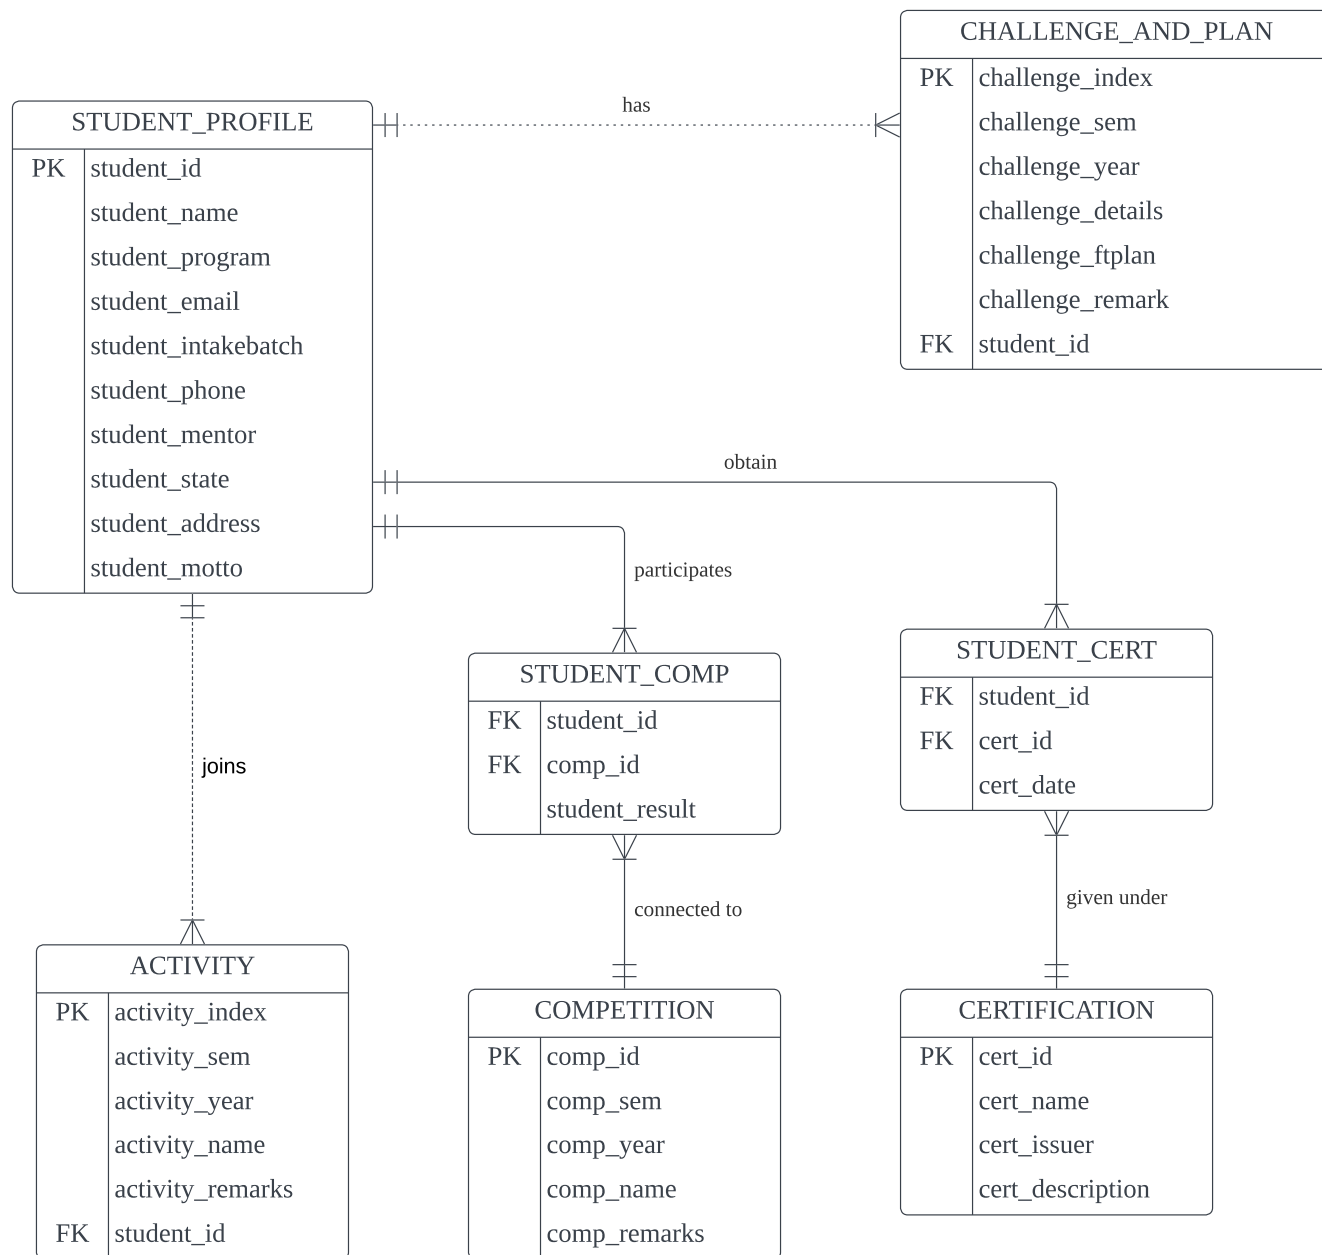 CHALLENGE_AND_PLAN
PK challenge_index
challenge_sem
challenge_year
challenge_details
challenge_ftplan
challenge_remark
FK student_id
has
STUDENT_PROFILE
PK student_id
student_name
student_program
student_email
student_intakebatch
student_phone
student_mentor
student_state
student_address
student_motto
obtain
participates
STUDENT_COMP
FK student_id
FK comp_id
student_result
STUDENT_CERT
FK student_id
FK cert_id
cert_date
joins
connected to
given under
ACTIVITY
PK activity_index
activity_sem
activity_year
activity_name
activity_remarks
FK student_id
COMPETITION
PK comp_id
comp_sem
comp_year
comp_name
comp_remarks
CERTIFICATION
PK cert_id
cert_name
cert_issuer
cert_description